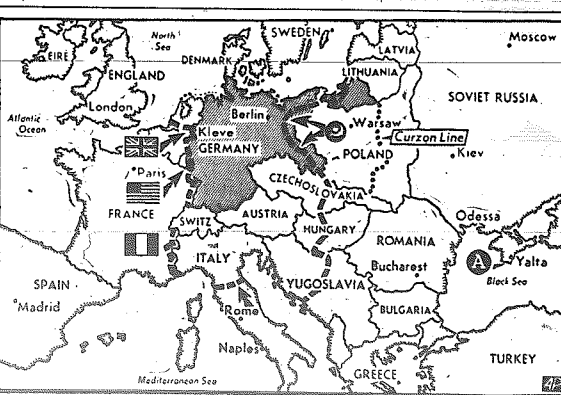 North
Sea
SWEDEN
Moscow
EIRE
ENGLAND
DENMARK
LATVIA
LITHUANIA
SOVIET RUSSIA
London
Berlin
Atlantic
Ocean
Kleve
GERMANY
Warsaw
Curzon Line
Paris
POLAND
Kiev
CZECHOSLOVAKIA
FRANCE
SWITZ
AUSTRIA
HUNGARY
Odessa
ROMANIA
ITALY
A
Yalta
Bucharest
Black Sea
SPAIN
Madrid
YUGOSLAVIA
Rome
BULGARIA
Naples
TURKEY
Mediterranean Sea
GREECE
AP